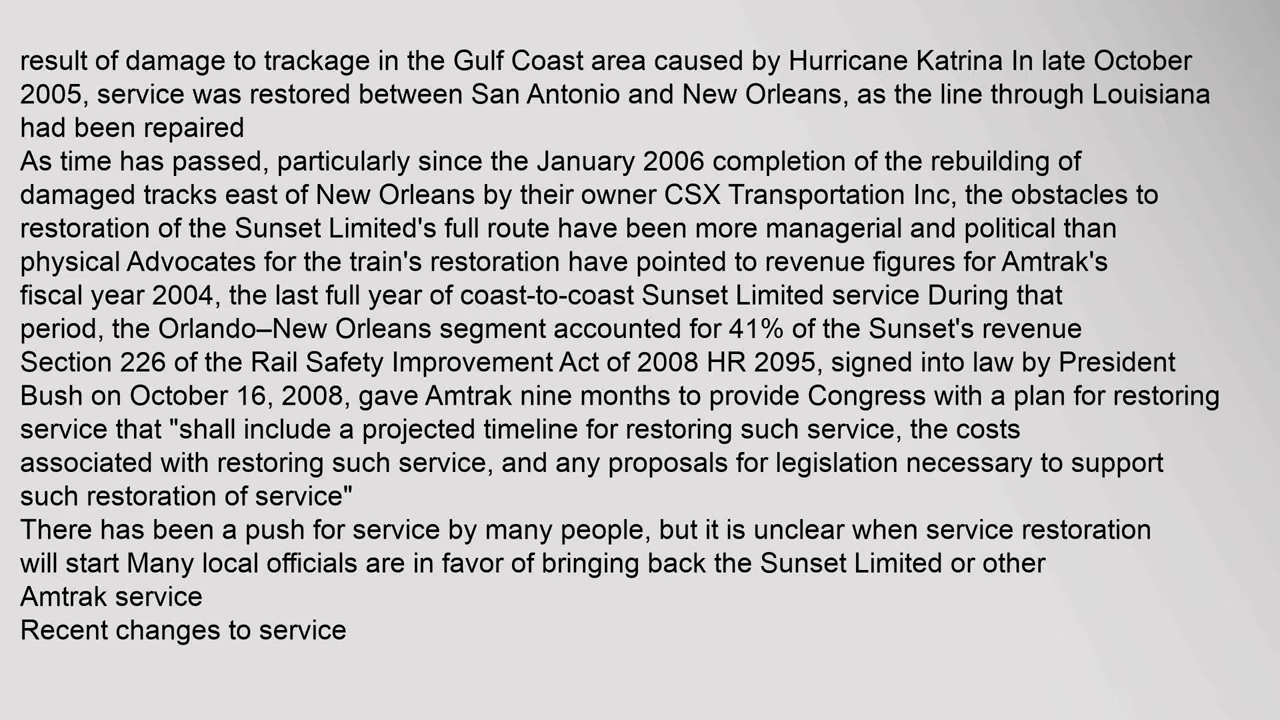 result of damage to trackage in the Gulf Coast area caused by Hurricane Katrina In late October
2005, service was restored between San Antonio and New Orleans, as the line through Louisiana
had been repaired
As time has passed, particularly since the January 2006 completion of the rebuilding of
damaged tracks east of New Orleans by their owner CSX Transportation Inc, the obstacles to
restoration of the Sunset Limited's full route have been more managerial and political than
physical Advocates for the train's restoration have pointed to revenue figures for Amtrak's
fiscal year 2004, the last full year of coast-to-coast Sunset Limited service During that
period, the Orlando–New Orleans segment accounted for 41% of the Sunset's revenue
Section 226 of the Rail Safety Improvement Act of 2008 HR 2095, signed into law by President
Bush on October 16, 2008, gave Amtrak nine months to provide Congress with a plan for restoring
service that "shall include a projected timeline for restoring such service, the costs
associated with restoring such service, and any proposals for legislation necessary to support
such restoration of service"
There has been a push for service by many people, but it is unclear when service restoration
will start Many local officials are in favor of bringing back the Sunset Limited or other
Amtrak service
Recent changes to service